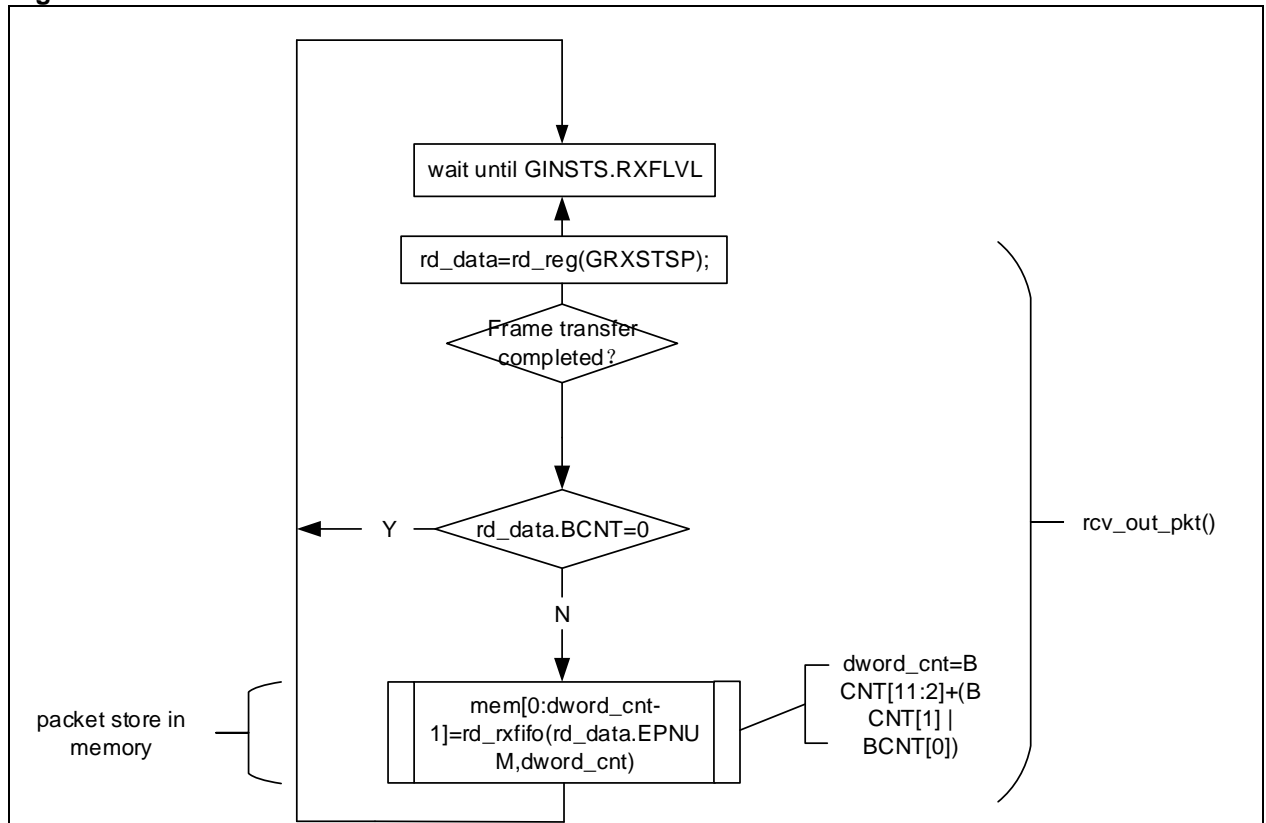 wait until GINSTS.RXFLVL
rd_data=rd_reg(GRXSTSP);
Frame transfer
completed？
rd_data.BCNT=0
Y
N
rcv_out_pkt()
packet store in
memory
mem[0:dword_cnt-
1]=rd_rxfifo(rd_data.EPNU
M,dword_cnt)
dword_cnt=B
CNT[11:2]+(B
CNT[1] |
BCNT[0])